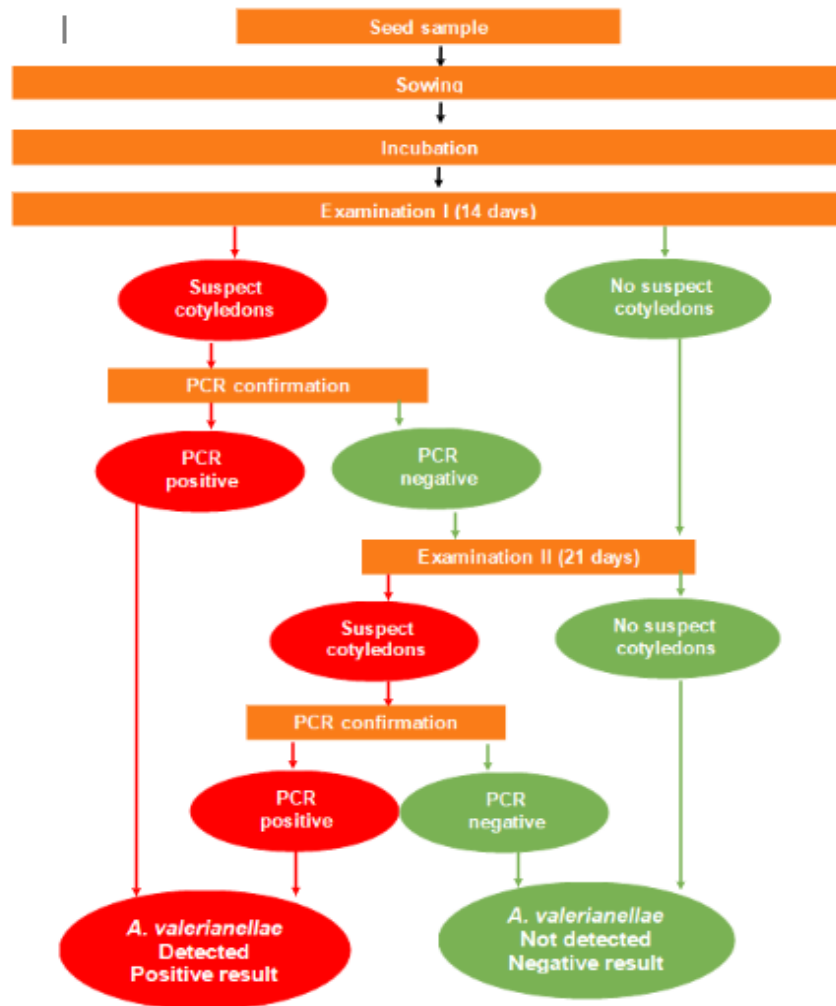 Seed sample
Sowing
Incubation
Examination I (14 days)
Suspect
cotyledons
No suspect
cotyledons
PCR confirmation
PCR
positive
PCR
negative
Examination II (21 days)
Suspect
cotyledons
No suspect
cotyledons
PCR confirmation
PCR
positive
PCR
negative
A. valerianellae
Detected
Positive result
A. valerianellae
Not detected
Negative result